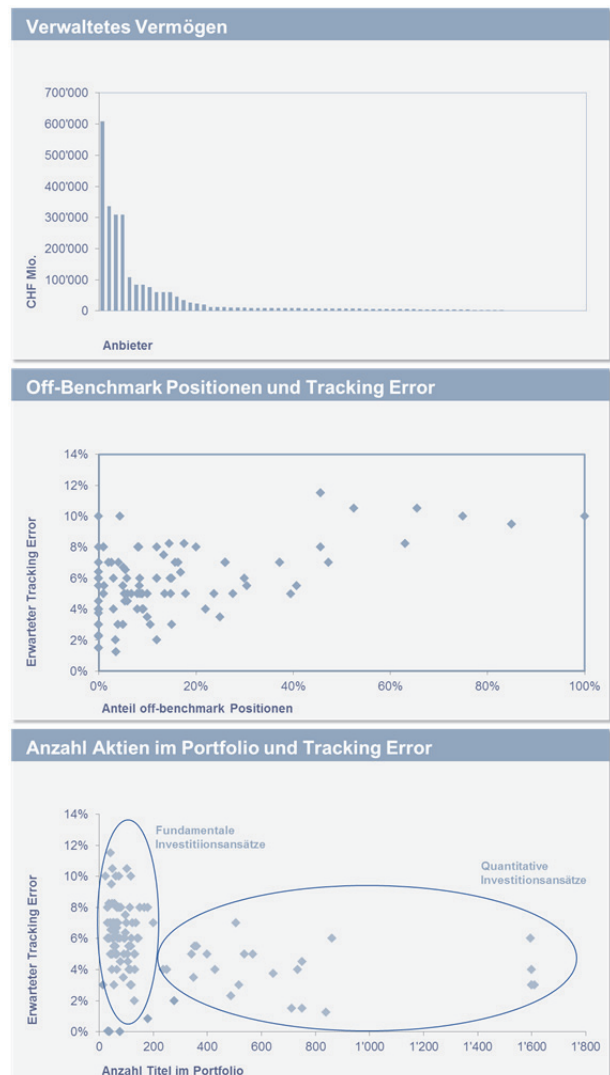 Verwaltetes Vermögen
700'000
600'000
500'000
400'000
300'000
200'000
100'000
0
CHF Mio.
Anbieter
Off-Benchmark Positionen und Tracking Error
14%
12%
10%
8%
6%
4%
2%
0%
Erwarteter Tracking Error
0% 20% 40% 60% 80% 100%
Anteil off-benchmark Positionen
Anzahl Aktien im Portfolio und Tracking Error
14%
12%
10%
8%
6%
4%
2%
0%
Erwarteter Tracking Error
Fundamentale
Investitiionsansätze
Quantitative
Investitionsansätze
0 200 400 600 800 1'000 1'200 1'400 1'600 1'800
Anzahl Titel im Portfolio